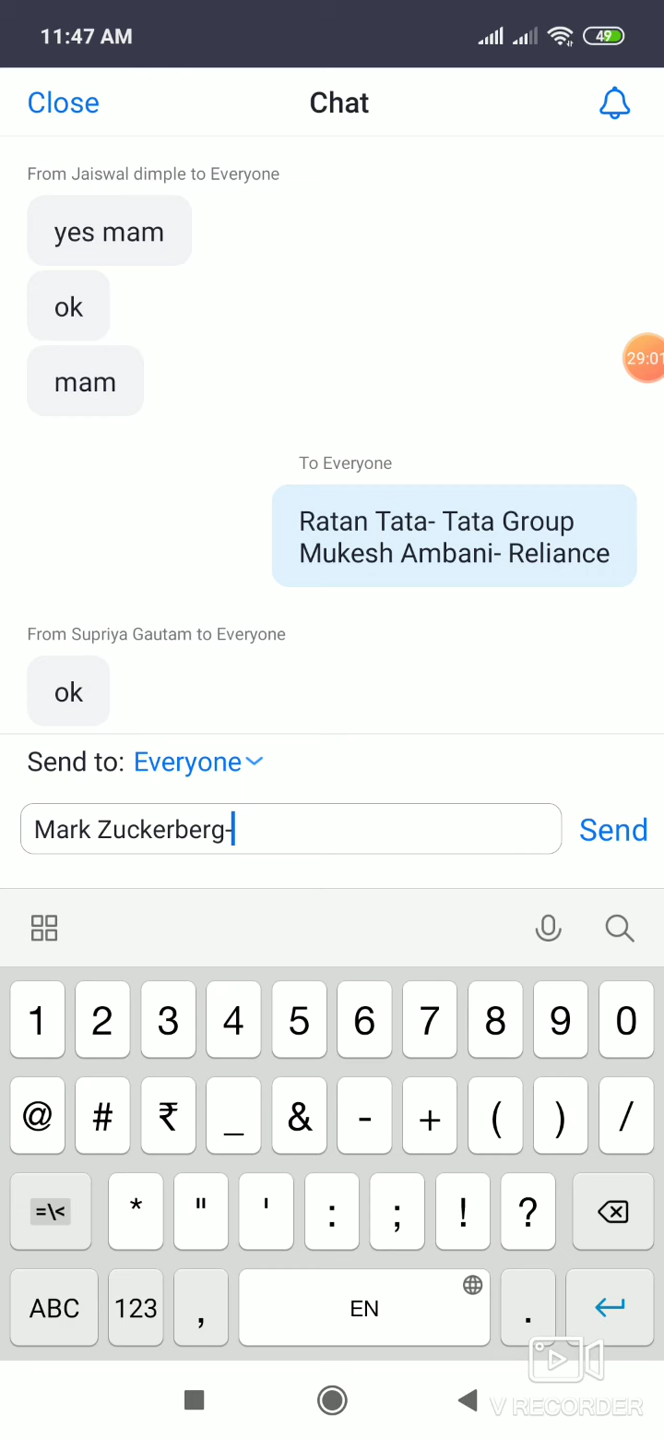 11:47 AM
49
Close
Chat
From Jaiswal dimple to Everyone
yes mam
ok
mam
29:01
To Everyone
Ratan Tata- Tata Group
Mukesh Ambani- Reliance
From Supriya Gautam to Everyone
ok
Send to: Everyone
Mark Zuckerberg-
Send
1 2 3 4 5 6 7 8 9 0
@ # ₹ _ & - + ( ) /
=\< * " ' : ; ! ?
ABC 123 , EN .
V RECORDER